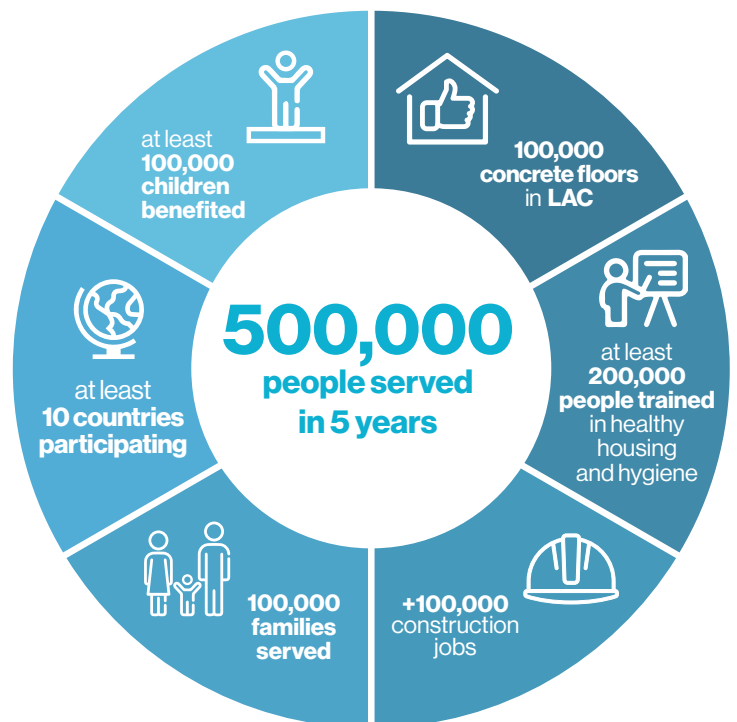 at least
100,000
children
benefited
100,000
concrete floors
in LAC
at least
10 countries
participating
500,000
people served
in 5 years
at least
200,000
people trained
in healthy
housing
and hygiene
100,000
families
served
+100,000
construction
jobs